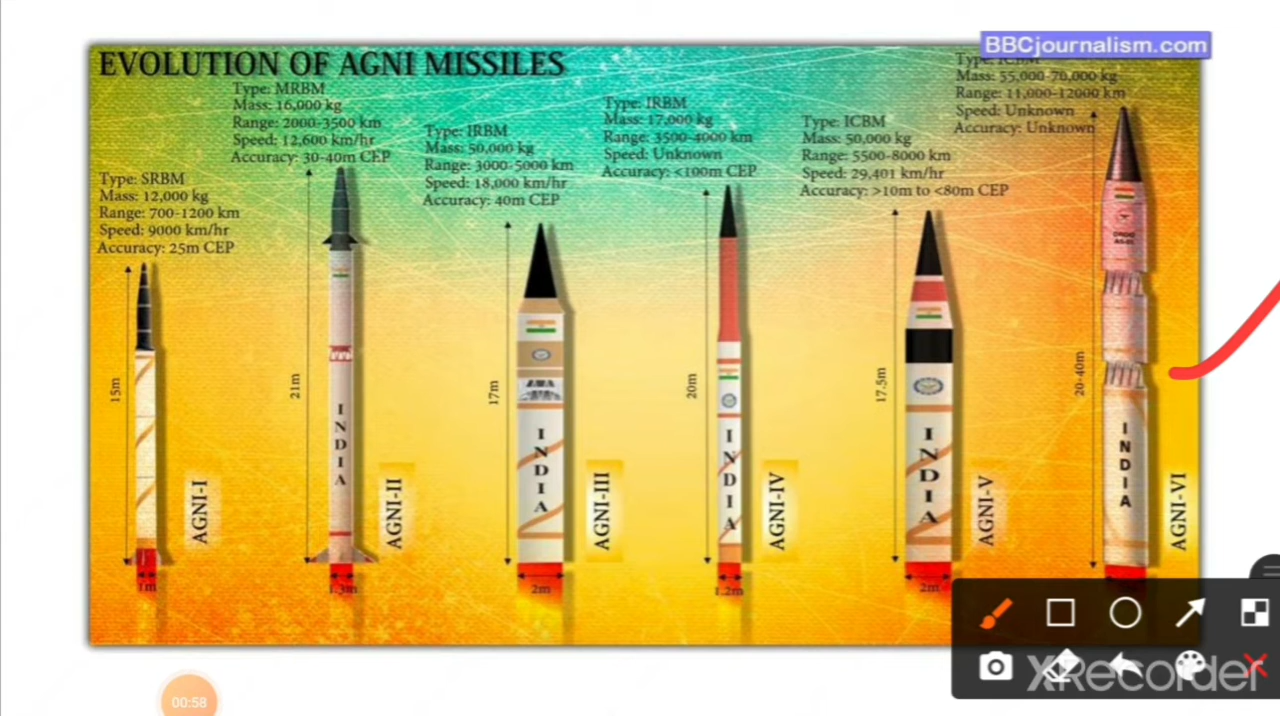 BBCjournalism.com
EVOLUTION OF AGNI MISSILES
Type: SRBM
Mass: 12,000 kg
Range: 700-1200 km
Speed: 9000 km/hr
Accuracy: 25m CEP
15m
AGNI-I
1m
Type: MRBM
Mass: 16,000 kg
Range: 2000-3500 km
Speed: 12,600 km/hr
Accuracy: 30-40m CEP
21m
INDIA
AGNI-II
1.3m
Type: IRBM
Mass: 50,000 kg
Range: 3000-5000 km
Speed: 18,000 km/hr
Accuracy: 40m CEP
17m
INDIA
AGNI-III
2m
Type: IRBM
Mass: 17,000 kg
Range: 3500-4000 km
Speed: Unknown
Accuracy: <100m CEP
20m
INDIA
AGNI-IV
1.2m
Type: ICBM
Mass: 50,000 kg
Range: 5500-8000 km
Speed: 29,401 km/hr
Accuracy: >10m to <80m CEP
17.5m
INDIA
AGNI-V
2m
Type: ICBM
Mass: 55,000-70,000 kg
Range: 11,000-12000 km
Speed: Unknown
Accuracy: Unknown
20-40m
INDIA
AGNI-VI
00:58
XRecorder